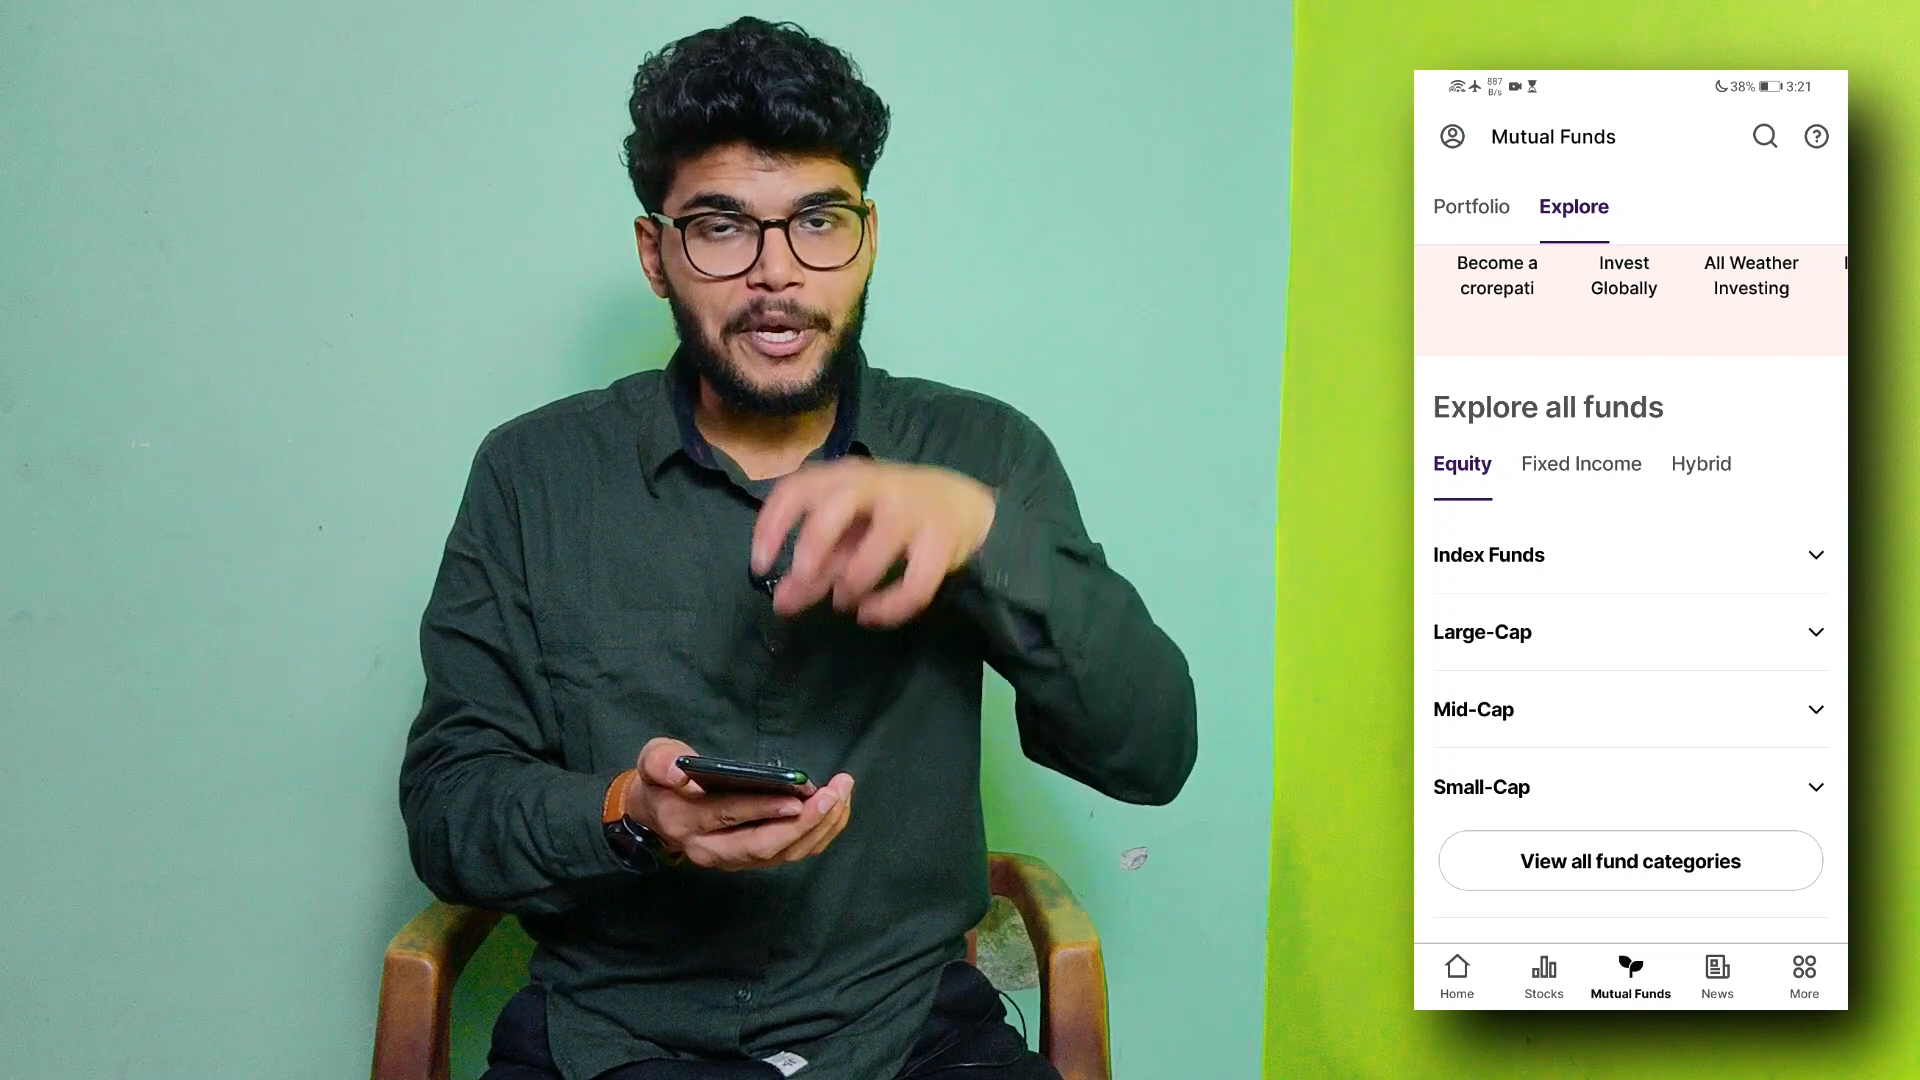 887
B/s
38%
3:21
Mutual Funds
Portfolio
Explore
Become a
crorepati
Invest
Globally
All Weather
Investing
Explore all funds
Equity
Fixed Income
Hybrid
Index Funds
Large-Cap
Mid-Cap
Small-Cap
View all fund categories
Home
Stocks
Mutual Funds
News
More